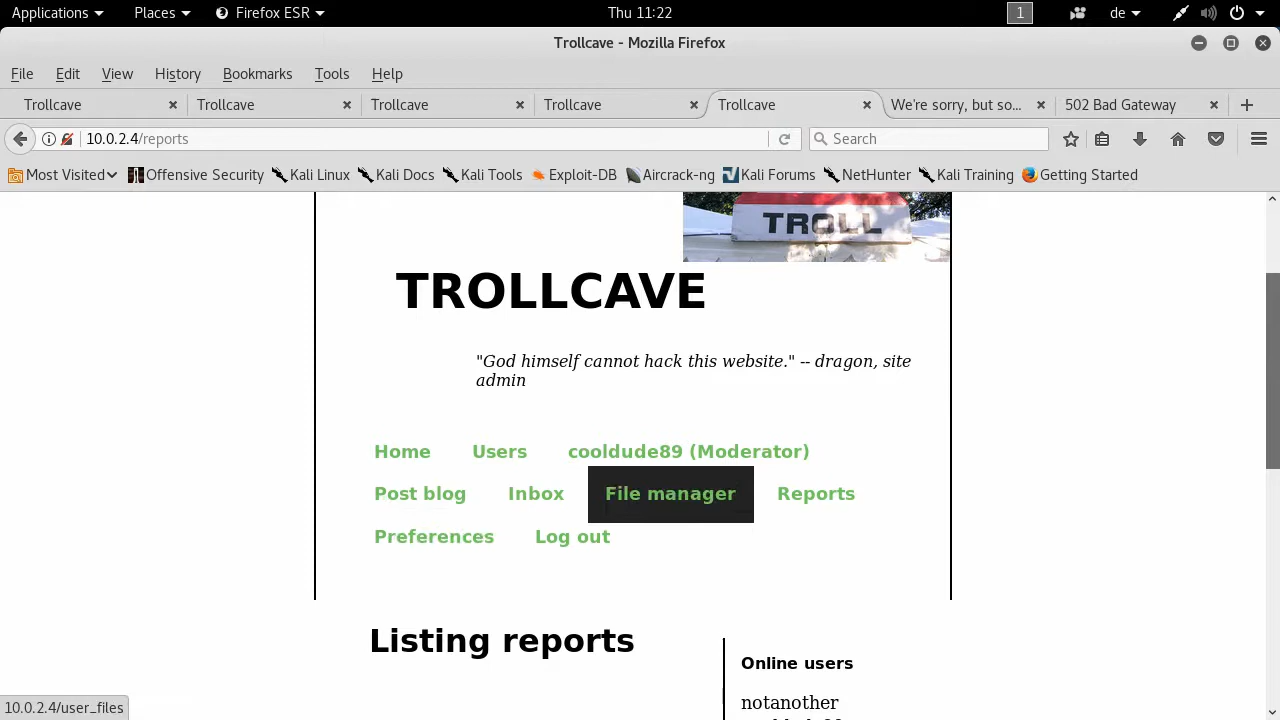 Applications Places Firefox ESR Thu 11:22 1 de
Trollcave - Mozilla Firefox
File Edit View History Bookmarks Tools Help
Trollcave Trollcave Trollcave Trollcave Trollcave We're sorry, but so... 502 Bad Gateway
10.0.2.4/reports Search
Most Visited Offensive Security Kali Linux Kali Docs Kali Tools Exploit-DB Aircrack-ng Kali Forums NetHunter Kali Training Getting Started
TROLL
TROLLCAVE
"God himself cannot hack this website." -- dragon, site
admin
Home Users cooldude89 (Moderator)
Post blog Inbox File manager Reports
Preferences Log out
Listing reports
Online users
notanother
10.0.2.4/user_files